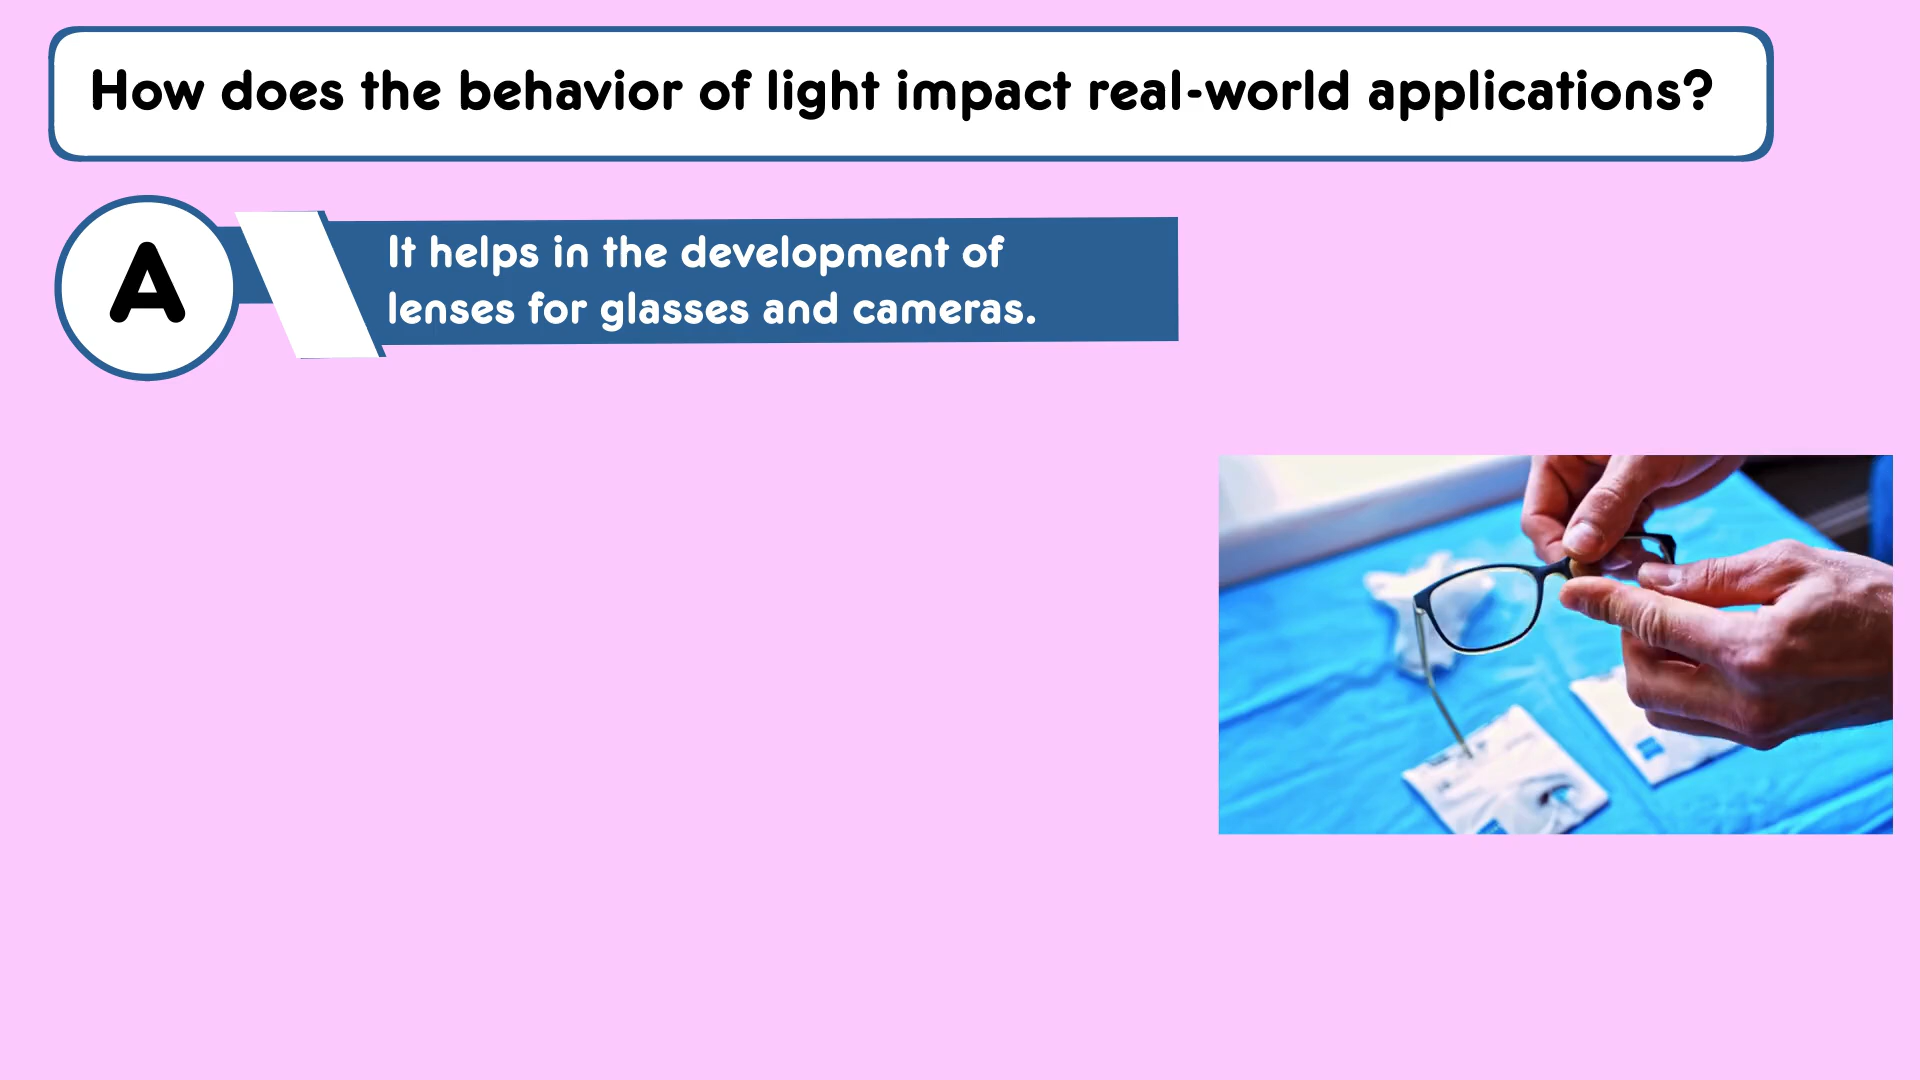 How does the behavior of light impact real-world applications?
A
It helps in the development of
lenses for glasses and cameras.